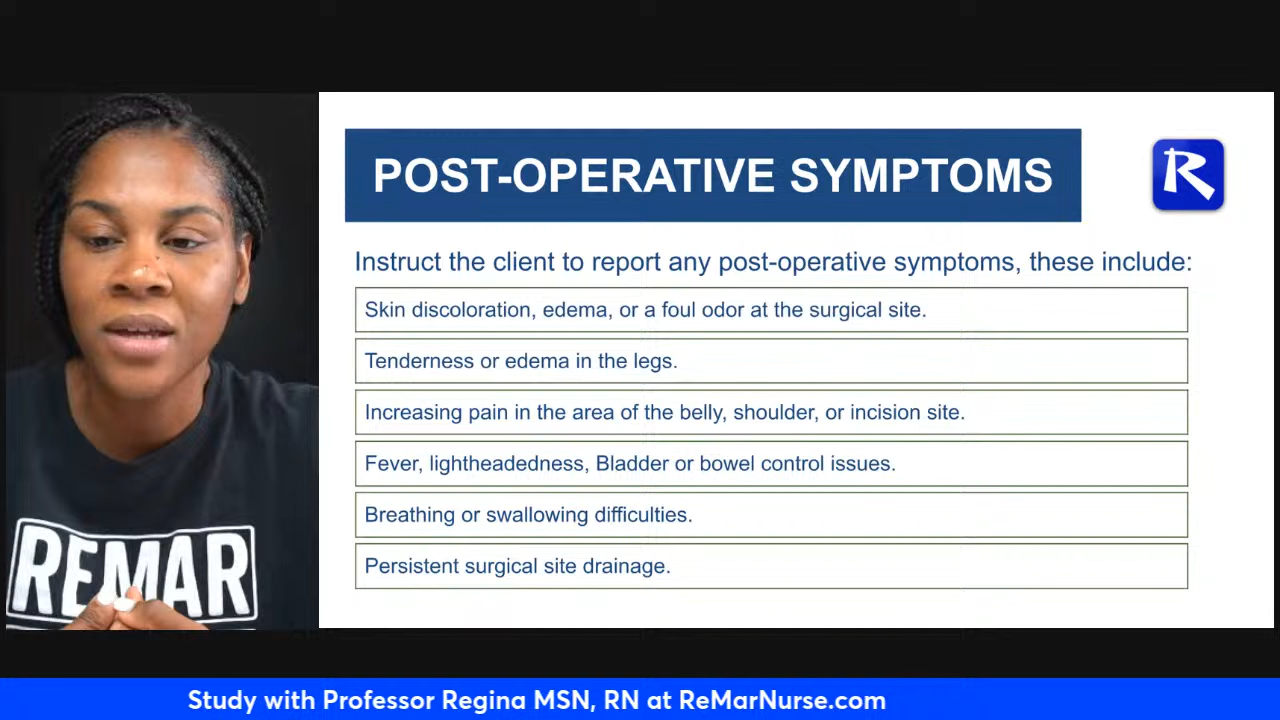 POST-OPERATIVE SYMPTOMS
R
Instruct the client to report any post-operative symptoms, these include:
Skin discoloration, edema, or a foul odor at the surgical site.
Tenderness or edema in the legs.
Increasing pain in the area of the belly, shoulder, or incision site.
Fever, lightheadedness, Bladder or bowel control issues.
Breathing or swallowing difficulties.
Persistent surgical site drainage.
REMAR
Study with Professor Regina MSN, RN at ReMarNurse.com